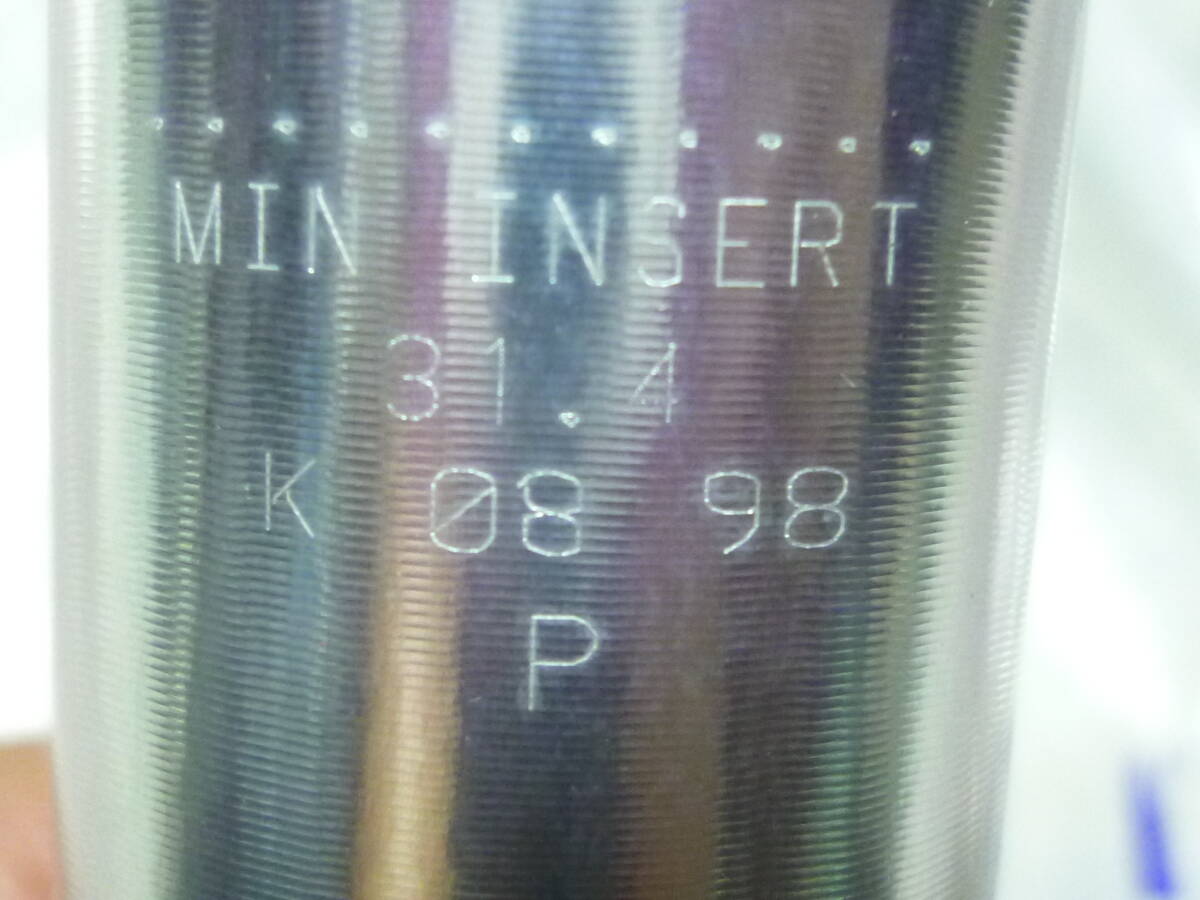 MIN INSERT
31.4
K 08 98
P